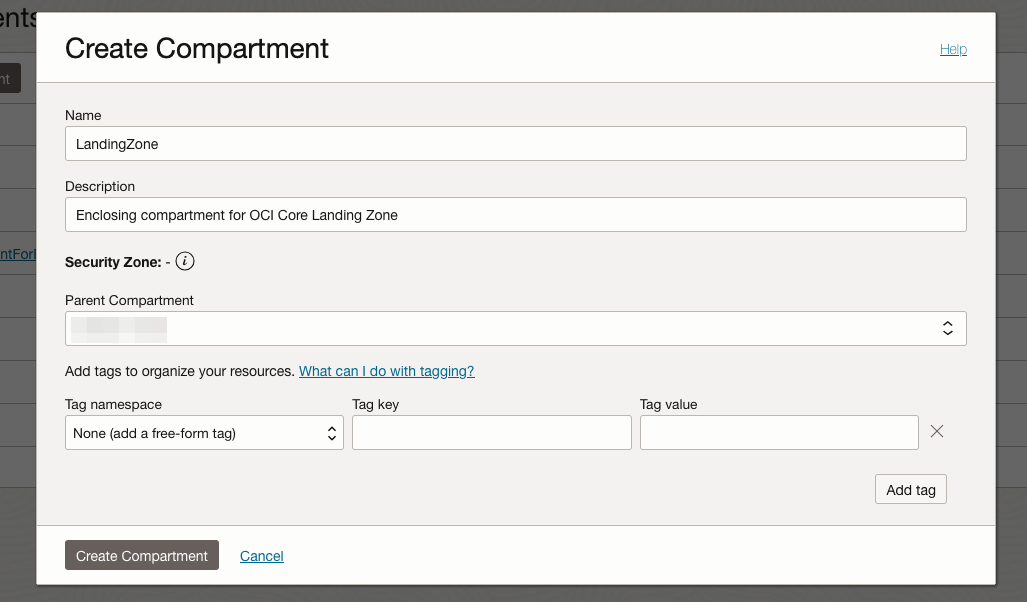 ents
Create Compartment
Help
nt
Name
LandingZone
Description
Enclosing compartment for OCI Core Landing Zone
ntForI
Security Zone: - i
Parent Compartment
Add tags to organize your resources. What can I do with tagging?
Tag namespace Tag key Tag value
None (add a free-form tag)
Add tag
Create Compartment Cancel